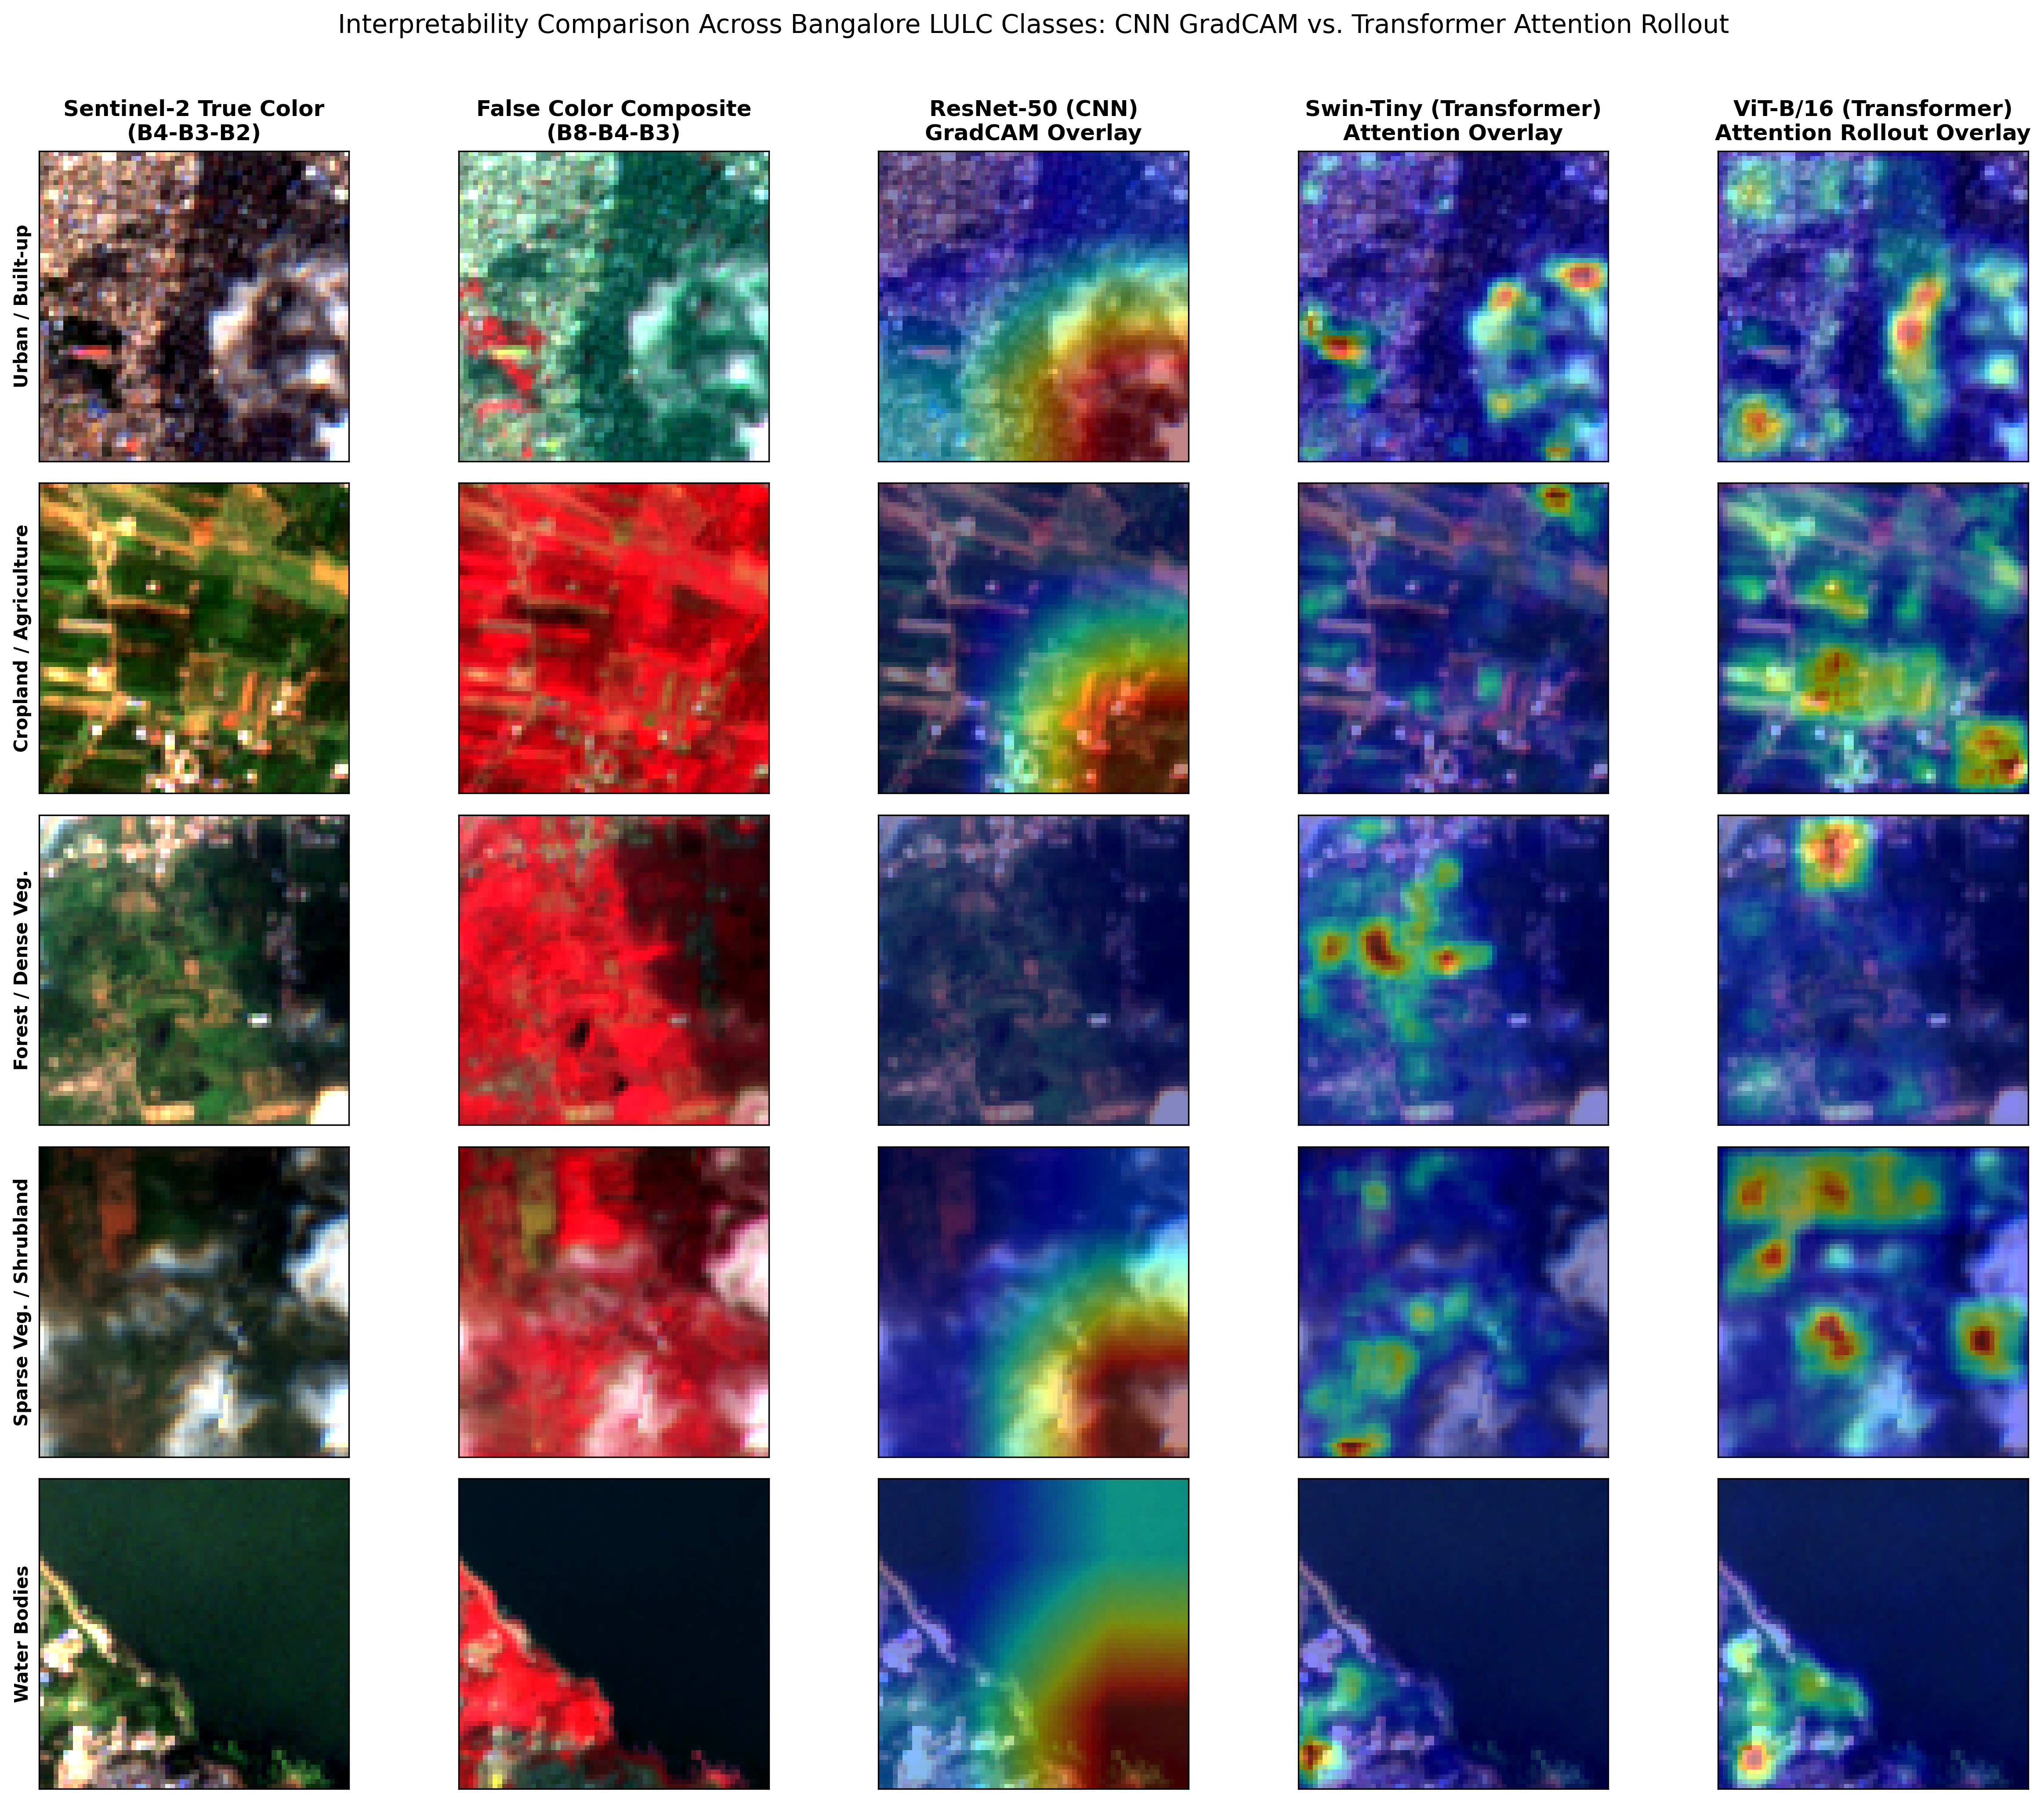 Interpretability Comparison Across Bangalore LULC Classes: CNN GradCAM vs. Transformer Attention Rollout
Sentinel-2 True Color
(B4-B3-B2)
False Color Composite
(B8-B4-B3)
ResNet-50 (CNN)
GradCAM Overlay
Swin-Tiny (Transformer)
Attention Overlay
ViT-B/16 (Transformer)
Attention Rollout Overlay
Urban / Built-up
Cropland / Agriculture
Forest / Dense Veg.
Sparse Veg. / Shrubland
Water Bodies